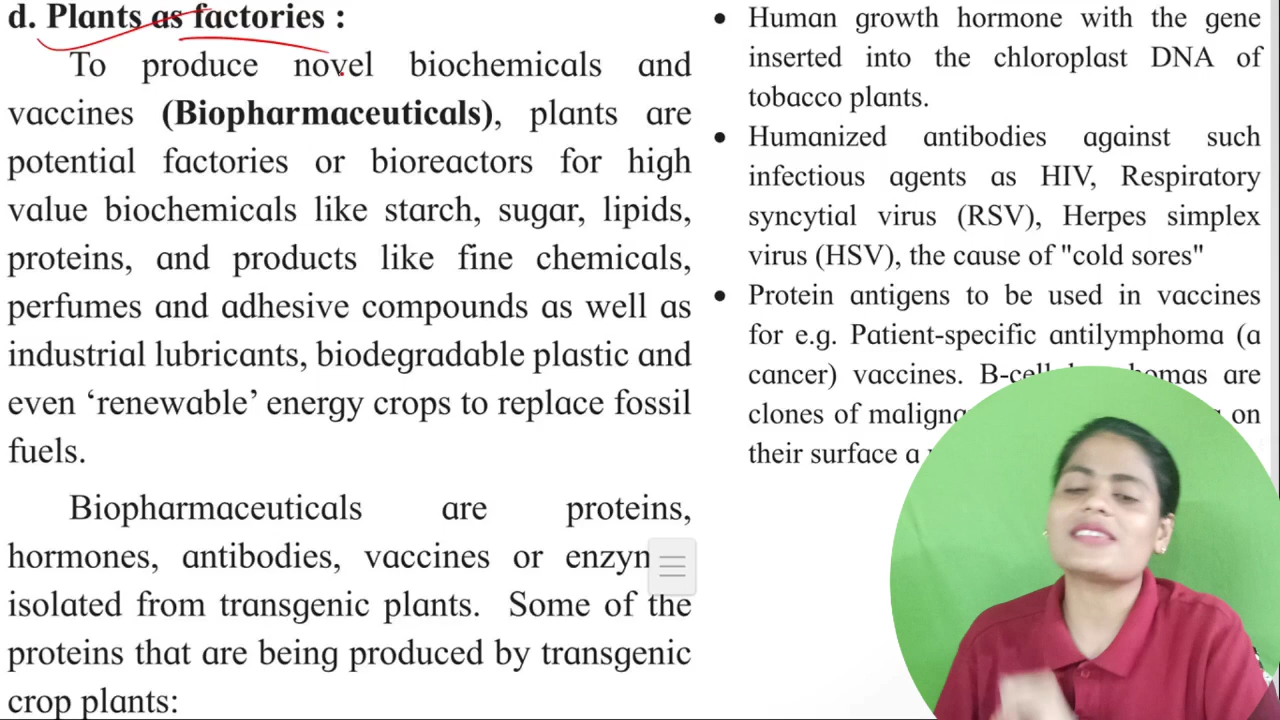 d. Plants as factories :
To produce novel biochemicals and
vaccines (Biopharmaceuticals), plants are
potential factories or bioreactors for high
value biochemicals like starch, sugar, lipids,
proteins, and products like fine chemicals,
perfumes and adhesive compounds as well as
industrial lubricants, biodegradable plastic and
even ‘renewable’ energy crops to replace fossil
fuels.
Biopharmaceuticals are proteins,
hormones, antibodies, vaccines or
isolated from transgenic plants. Some of the
proteins that are being produced by transgenic
crop plants:
• Human growth hormone with the gene
inserted into the chloroplast DNA of
tobacco plants.
• Humanized antibodies against such
infectious agents as HIV, Respiratory
syncytial virus (RSV), Herpes simplex
virus (HSV), the cause of "cold sores"
• Protein antigens to be used in vaccines
for e.g. Patient-specific antilymphoma (a
cancer) vaccines. are
clones of on
their surface a